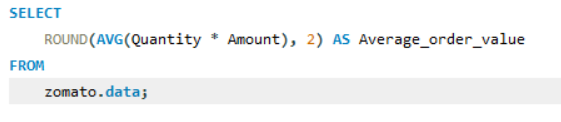 SELECT
ROUND(AVG(Quantity * Amount), 2) AS Average_order_value
FROM
zomato.data;